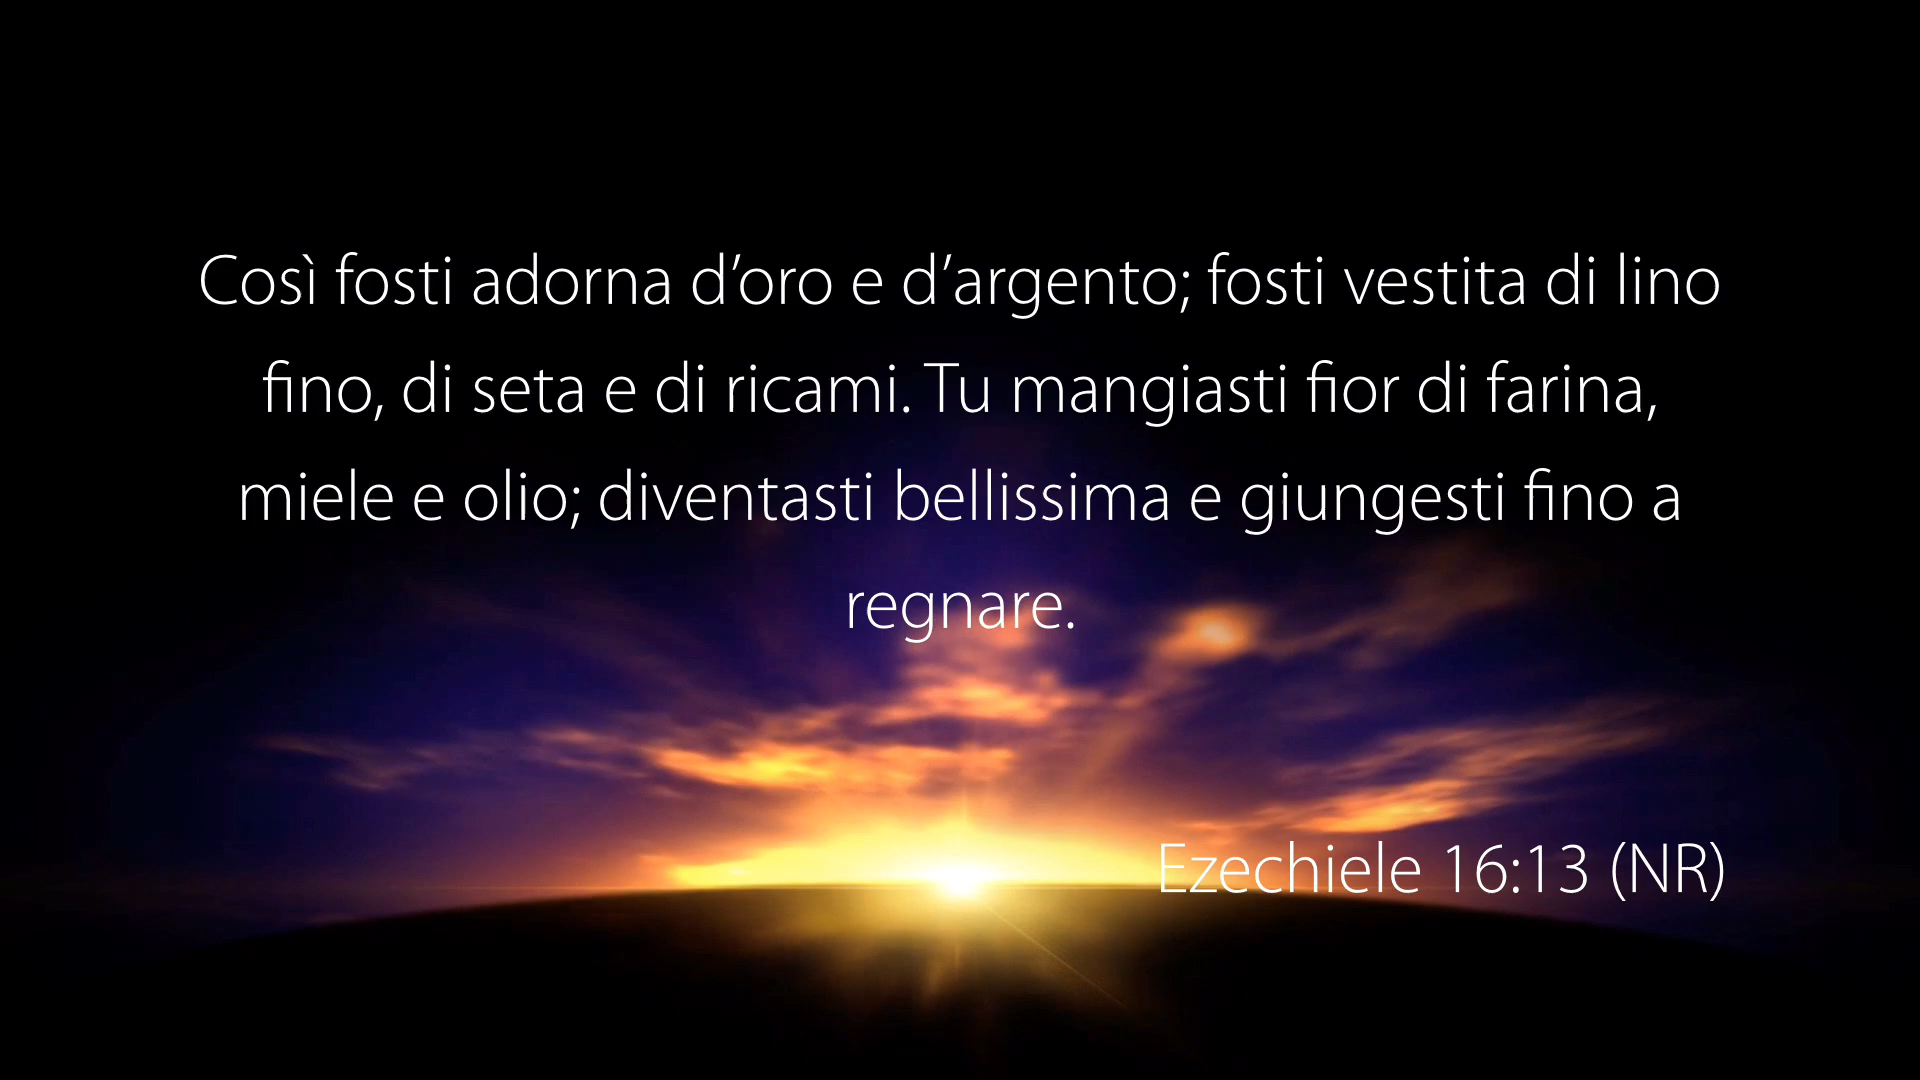 Così fosti adorna d’oro e d’argento; fosti vestita di lino
fino, di seta e di ricami. Tu mangiasti fior di farina,
miele e olio; diventasti bellissima e giungesti fino a
regnare.
Ezechiele 16:13 (NR)